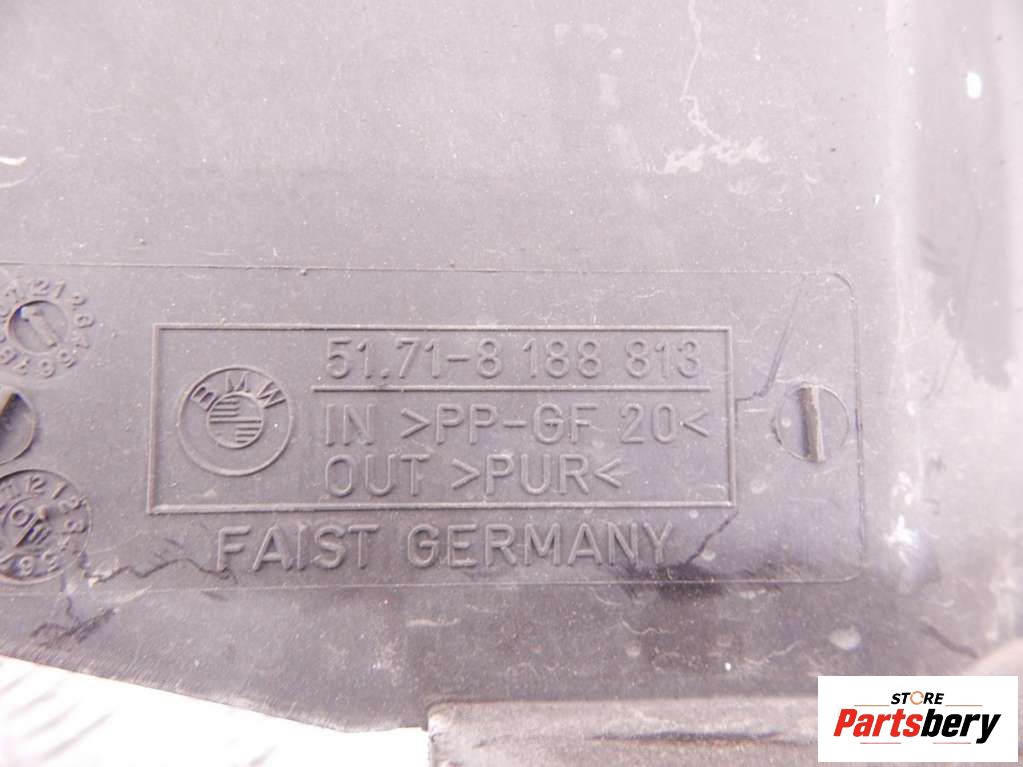 51.71-8 188 813
BMW
IN >PP-GF 20<
OUT >PUR<
FAIST GERMANY
STORE
Partsbery